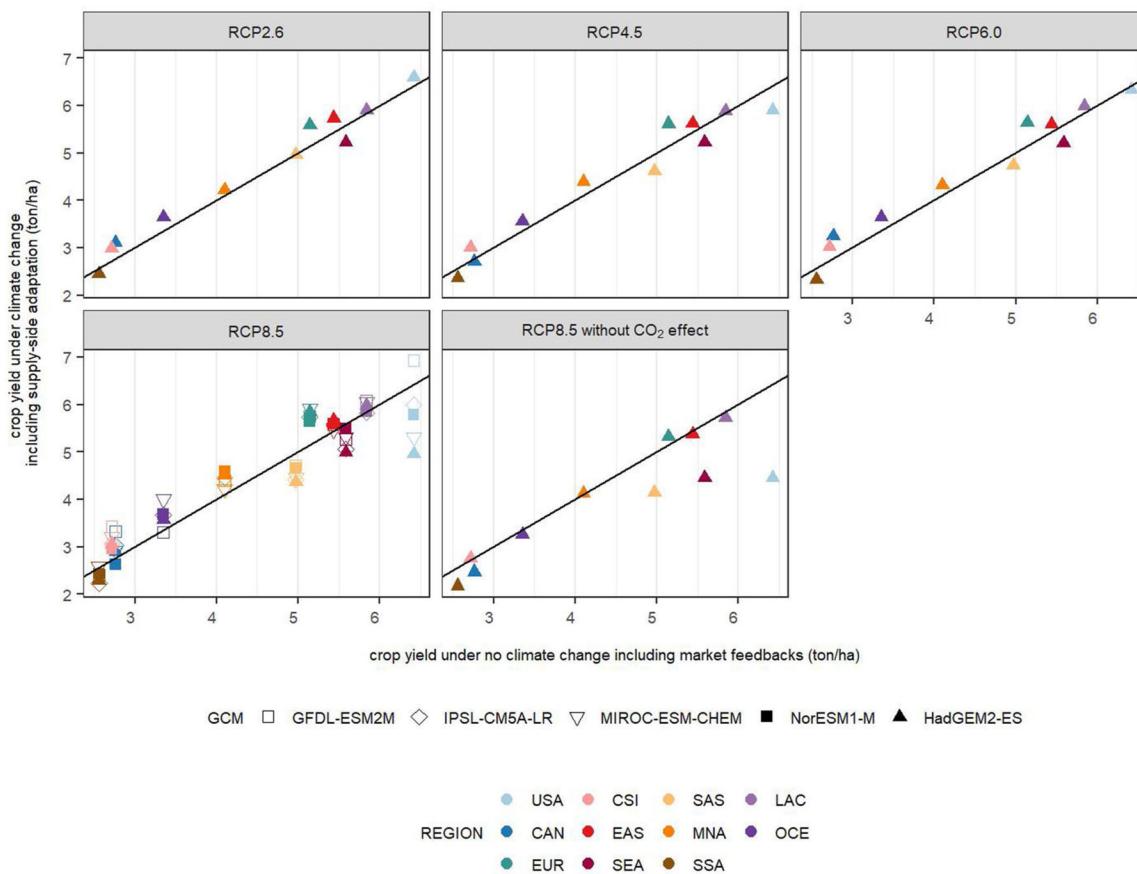 RCP2.6
RCP4.5
RCP6.0
7
6
5
4
3
2
3
4
5
6
RCP8.5
RCP8.5 without CO₂ effect
7
6
5
4
3
2
3
4
5
6
3
4
5
6
crop yield under climate change
including supply-side adaptation (ton/ha)
crop yield under no climate change including market feedbacks (ton/ha)
GCM GFDL-ESM2M IPSL-CM5A-LR MIROC-ESM-CHEM NorESM1-M HadGEM2-ES
USA CSI SAS LAC
REGION CAN EAS MNA OCE
EUR SEA SSA